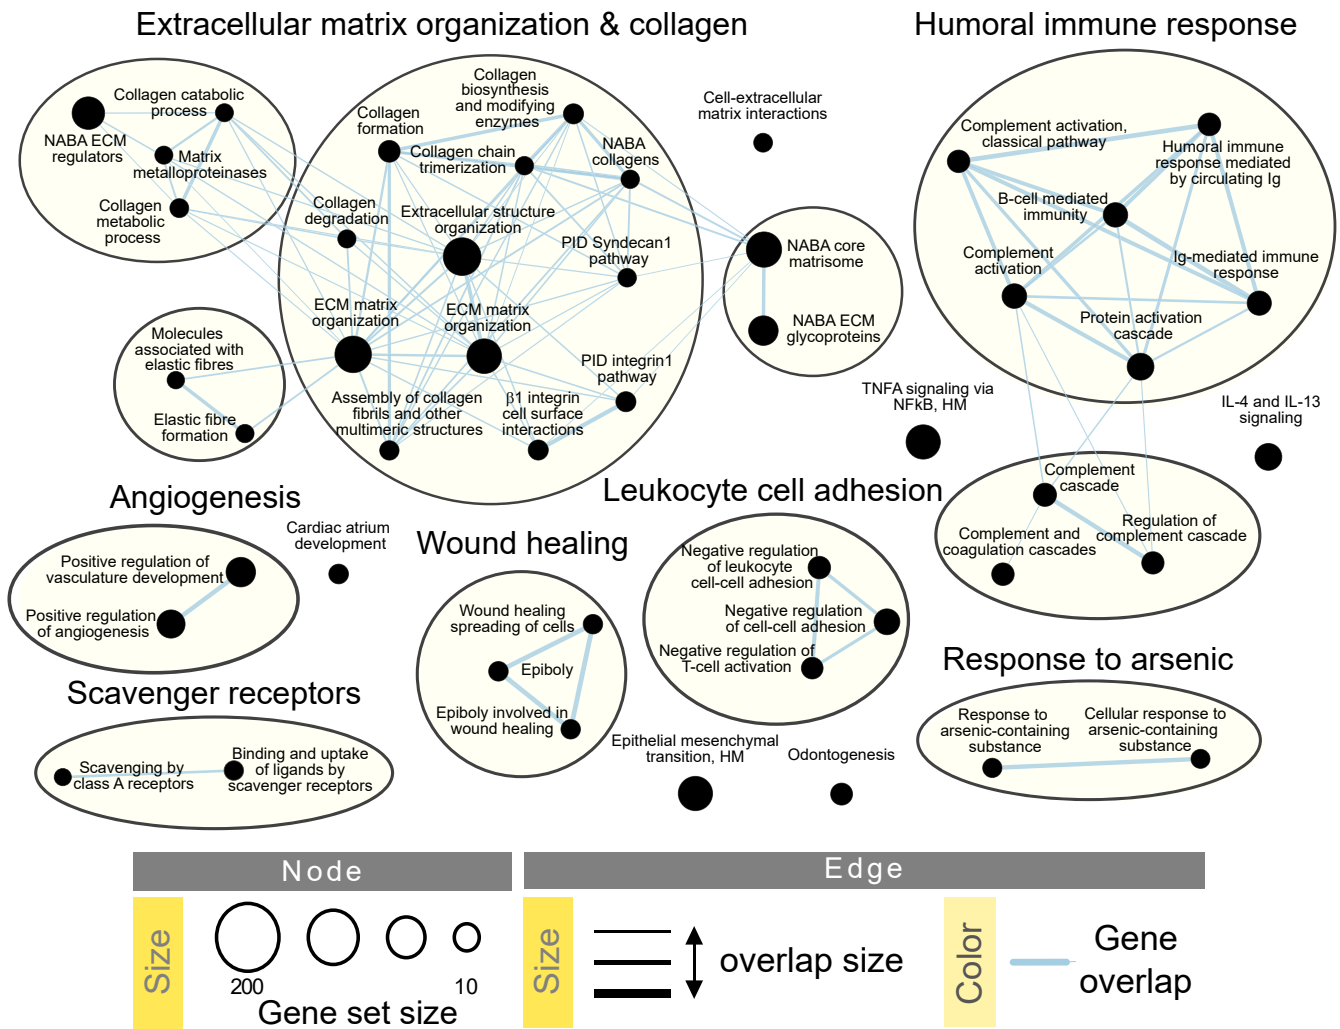 Extracellular matrix organization & collagen
Humoral immune response
Collagen catabolic
process
NABA ECM
regulators
Matrix
metalloproteinases
Collagen
metabolic
process
Collagen
biosynthesis
and modifying
enzymes
Collagen
formation
Collagen chain
trimerization
NABA
collagens
Collagen
degradation
Extracellular structure
organization
PID Syndecan1
pathway
ECM matrix
organization
ECM matrix
organization
PID integrin1
pathway
Assembly of collagen
fibrils and other
multimeric structures
β1 integrin
cell surface
interactions
Molecules
associated with
elastic fibres
Elastic fibre
formation
Cell-extracellular
matrix interactions
NABA core
matrisome
NABA ECM
glycoproteins
Complement activation,
classical pathway
Humoral immune
response mediated
by circulating Ig
B-cell mediated
immunity
Complement
activation
Ig-mediated immune
response
Protein activation
cascade
TNFA signaling via
NFkB, HM
IL-4 and IL-13
signaling
Complement
cascade
Complement and
coagulation cascades
Regulation of
complement cascade
Angiogenesis
Positive regulation of
vasculature development
Positive regulation
of angiogenesis
Cardiac atrium
development
Wound healing
Wound healing
spreading of cells
Epiboly
Epiboly involved in
wound healing
Leukocyte cell adhesion
Negative regulation
of leukocyte
cell-cell adhesion
Negative regulation
of cell-cell adhesion
Negative regulation of
T-cell activation
Scavenger receptors
Scavenging by
class A receptors
Binding and uptake
of ligands by
scavenger receptors
Epithelial mesenchymal
transition, HM
Odontogenesis
Response to arsenic
Response to
arsenic-containing
substance
Cellular response to
arsenic-containing
substance
Node
Size
200
10
Gene set size
Edge
Size
overlap size
Color
Gene
overlap